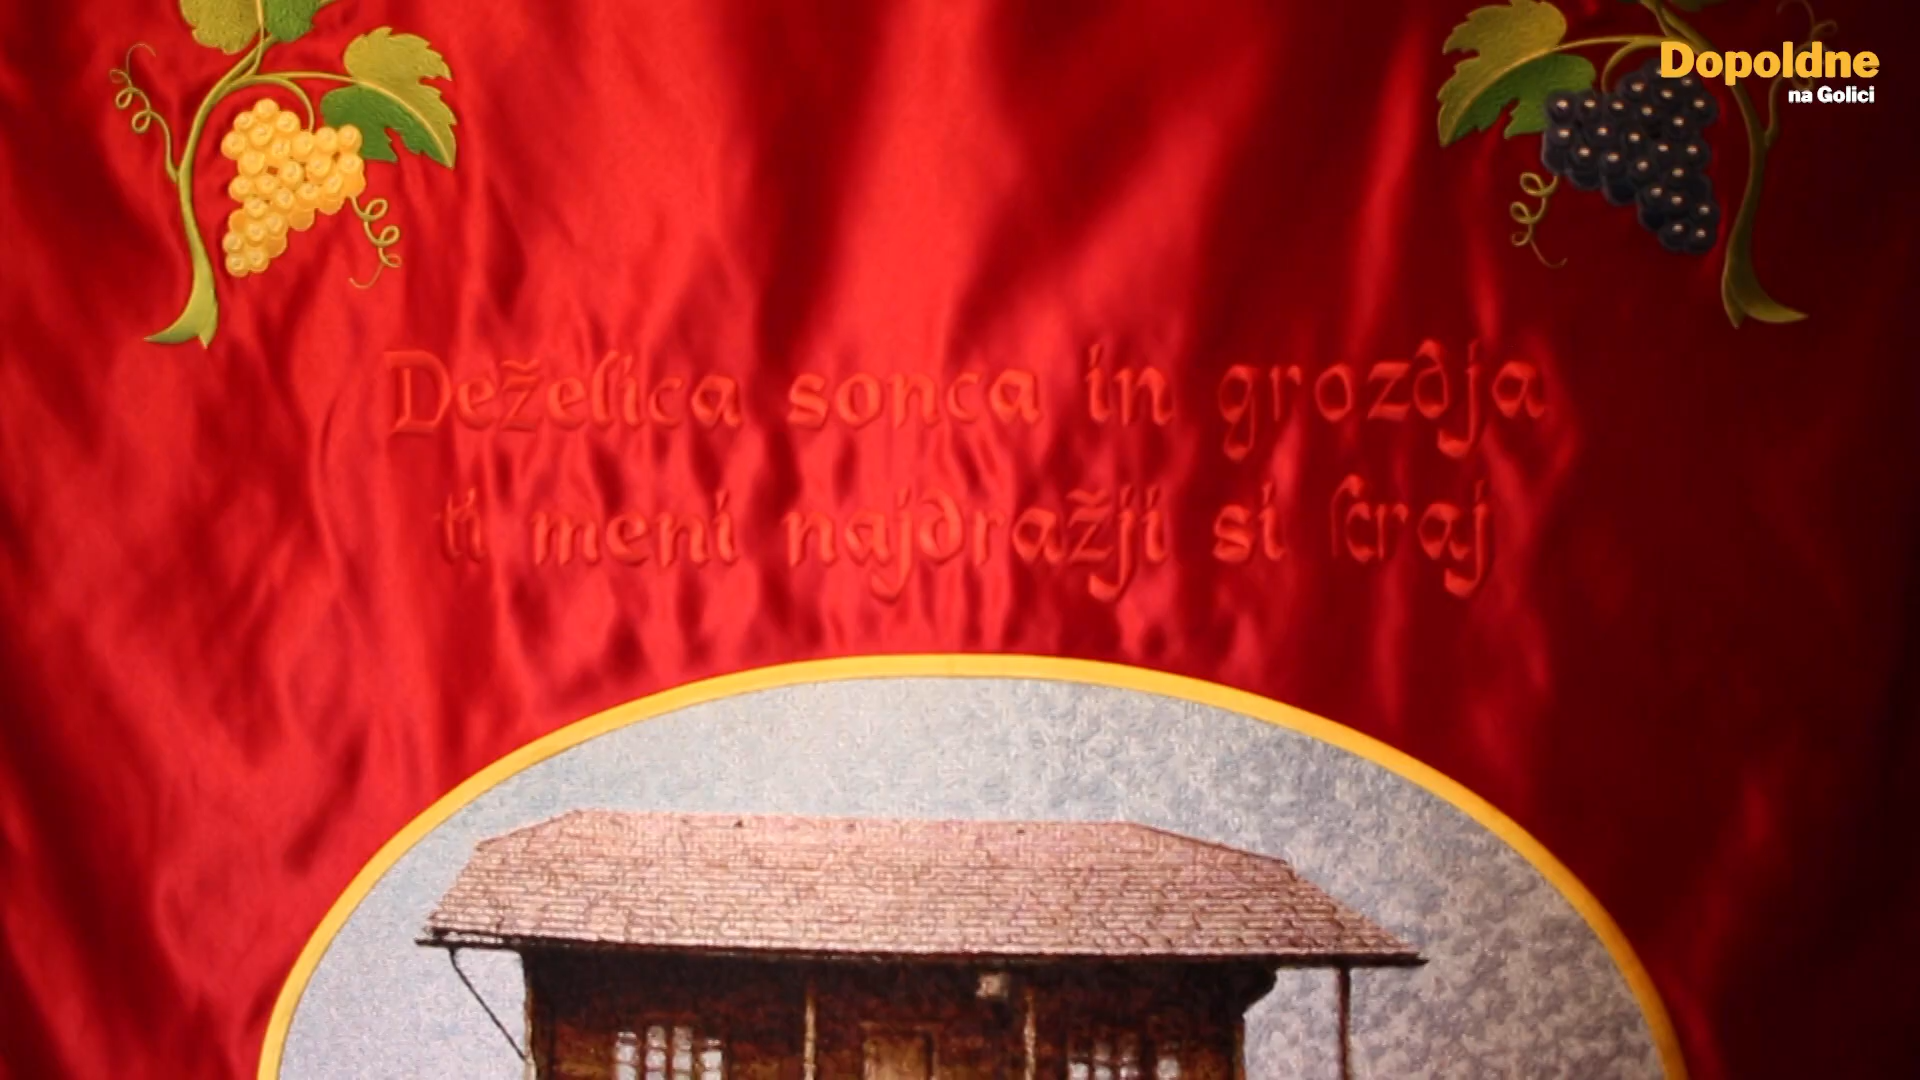 Dopoldne
na Golici
Deželica sonca in grozdja
ti meni najdražji si kraj